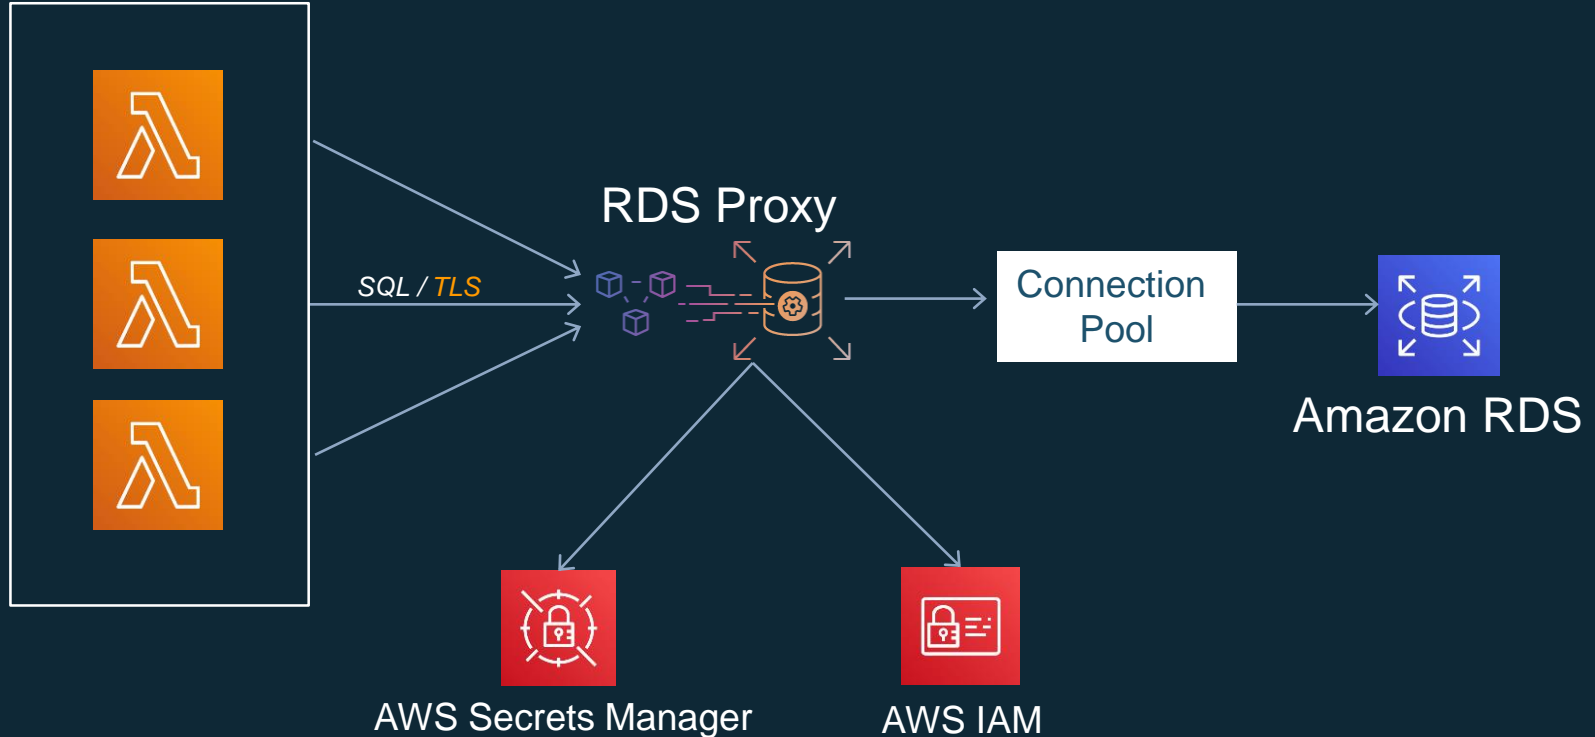 RDS Proxy
SQL / TLS
Connection
Pool
Amazon RDS
AWS Secrets Manager
AWS IAM